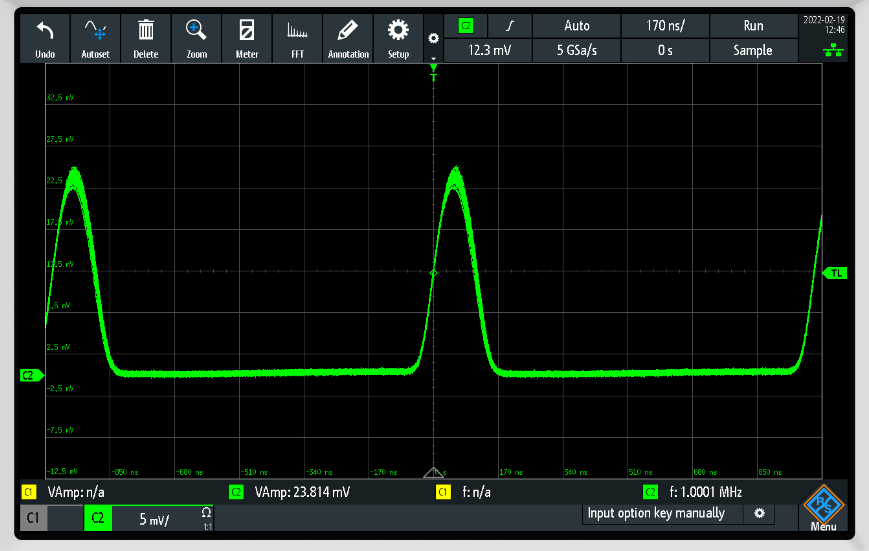 Undo Autoset Delete Zoom Meter FFT Annotation Setup
C2 Auto 170 ns/ Run 2022-02-19
12:46
12.3 mV 5 GSa/s 0 s Sample
T
32.5 mV
27.5 mV
22.5 mV
17.5 mV
12.5 mV
TL
7.5 mV
2.5 mV
C2
-2.5 mV
-7.5 mV
-12.5 mV -850 ns -680 ns -510 ns -340 ns -170 ns 0 s 170 ns 340 ns 510 ns 680 ns 850 ns
C1 VAmp: n/a C2 VAmp: 23.814 mV C1 f: n/a C2 f: 1.0001 MHz
C1 C2 5 mV/ Ω
1:1
Input option key manually
R&S
Menu